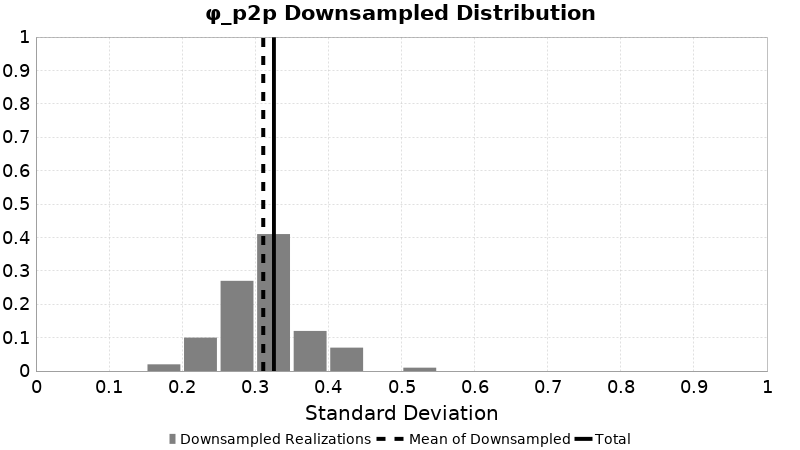 φ_p2p Downsampled Distribution
1
0.9
0.8
0.7
0.6
0.5
0.4
0.3
0.2
0.1
0
0 0.1 0.2 0.3 0.4 0.5 0.6 0.7 0.8 0.9 1
Standard Deviation
Downsampled Realizations Mean of Downsampled Total